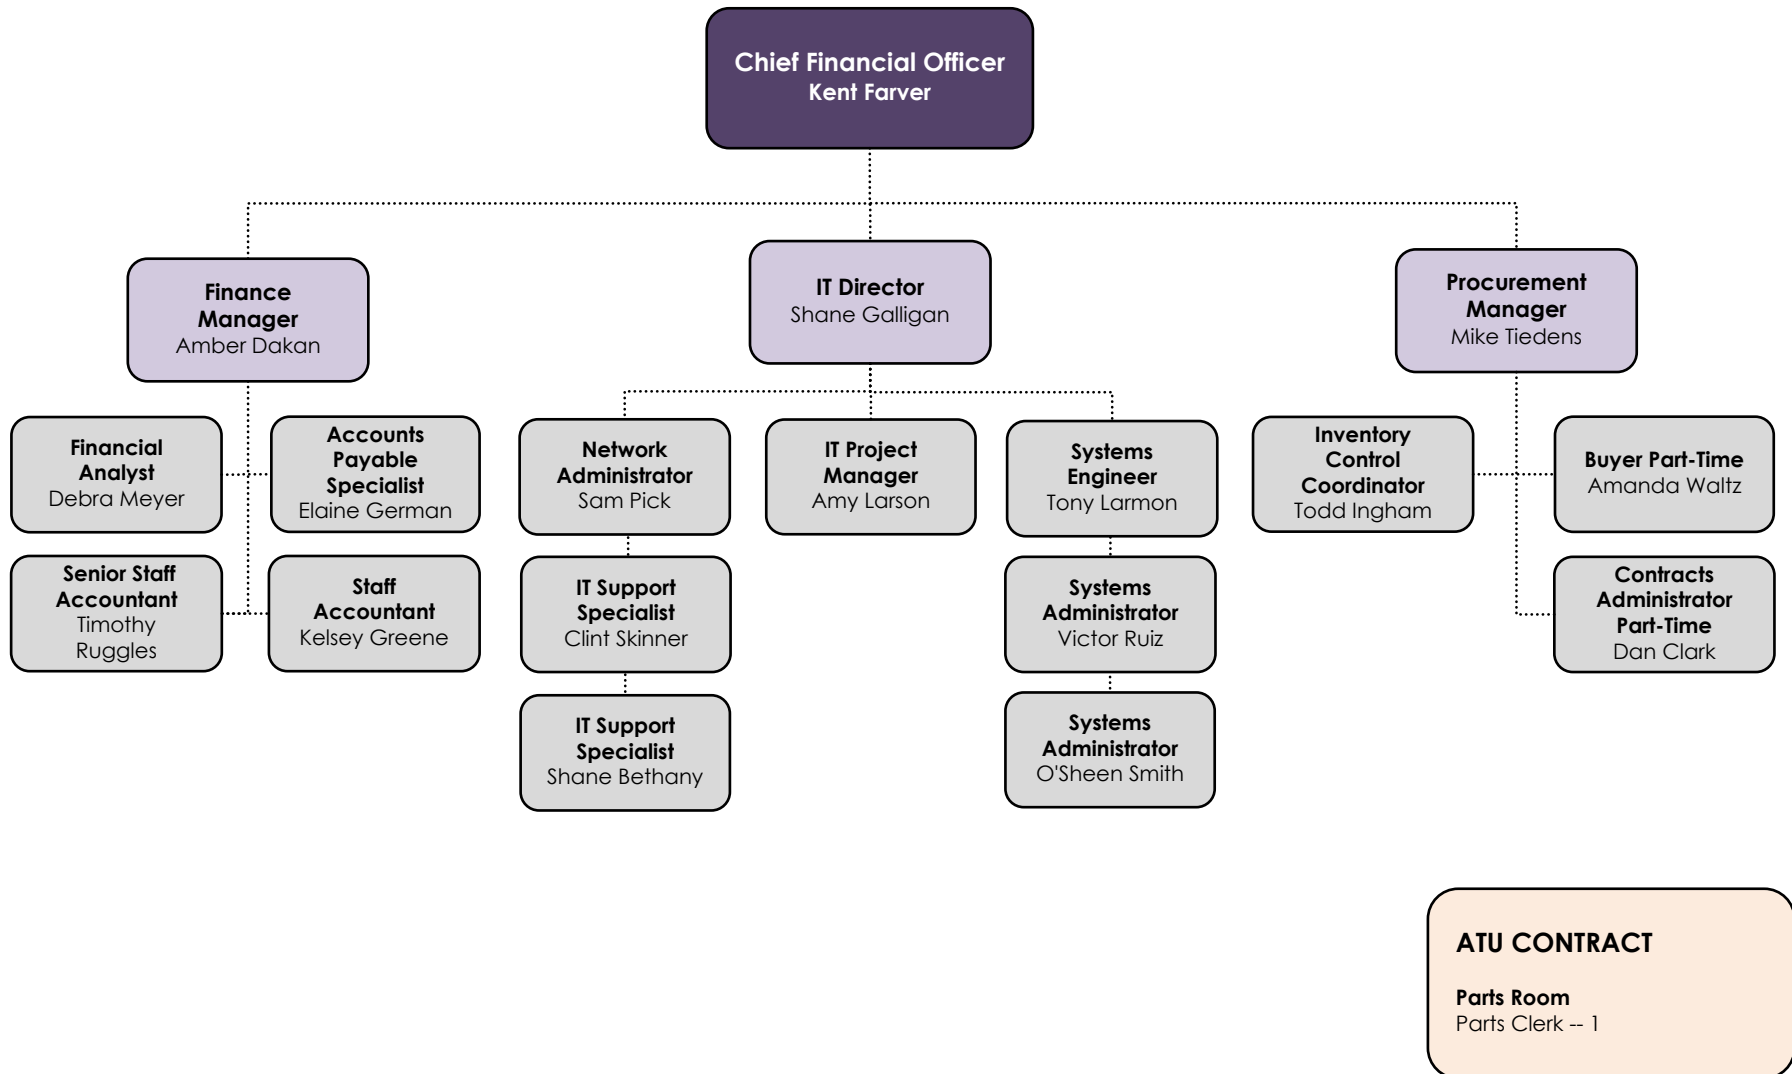 Chief Financial Officer
Kent Farver
Finance
Manager
Amber Dakan
IT Director
Shane Galligan
Procurement
Manager
Mike Tiedens
Financial
Analyst
Debra Meyer
Accounts
Payable
Specialist
Elaine German
Senior Staff
Accountant
Timothy
Ruggles
Staff
Accountant
Kelsey Greene
Network
Administrator
Sam Pick
IT Project
Manager
Amy Larson
Systems
Engineer
Tony Larmon
IT Support
Specialist
Clint Skinner
Systems
Administrator
Victor Ruiz
IT Support
Specialist
Shane Bethany
Systems
Administrator
O'Sheen Smith
Inventory
Control
Coordinator
Todd Ingham
Buyer Part-Time
Amanda Waltz
Contracts
Administrator
Part-Time
Dan Clark
ATU CONTRACT
Parts Room
Parts Clerk -- 1